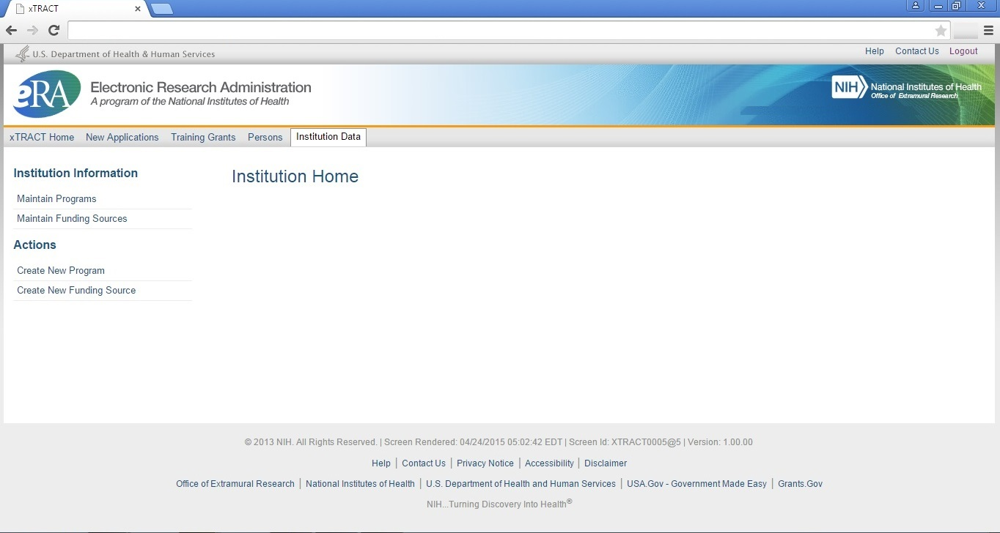 xTRACT
U.S. Department of Health & Human Services
Help Contact Us Logout
eRA
Electronic Research Administration
A program of the National Institutes of Health
NIH
National Institutes of Health
Office of Extramural Research
xTRACT Home New Applications Training Grants Persons Institution Data
Institution Information
Institution Home
Maintain Programs
Maintain Funding Sources
Actions
Create New Program
Create New Funding Source
© 2013 NIH. All Rights Reserved. | Screen Rendered: 04/24/2015 05:02:42 EDT | Screen Id: XTRACT0005@5 | Version: 1.00.00
Help | Contact Us | Privacy Notice | Accessibility | Disclaimer
Office of Extramural Research | National Institutes of Health | U.S. Department of Health and Human Services | USA.Gov - Government Made Easy | Grants.Gov
NIH...Turning Discovery Into Health®